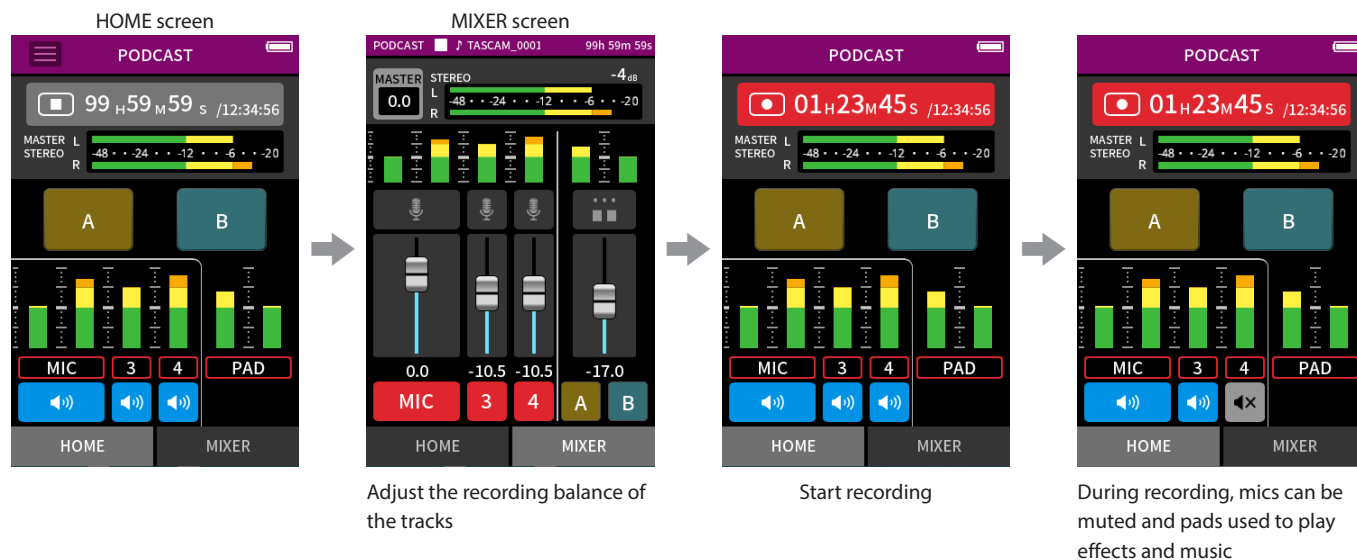 HOME screen
PODCAST
99 H 59 M 59 S /12:34:56
MASTER L
STEREO -48 • • -24 • • • -12 • • • -6 • • -20
R
A B
MIC 3 4 PAD
HOME MIXER
MIXER screen
PODCAST ♪ TASCAM_0001 99h 59m 59s
MASTER STEREO -4 dB
0.0 L
-48 • • -24 • • • -12 • • • -6 • • -20
R
0.0 -10.5 -10.5 -17.0
MIC 3 4 A B
HOME MIXER
Adjust the recording balance of
the tracks
PODCAST
01 H 23 M 45 S /12:34:56
MASTER L
STEREO -48 • • -24 • • • -12 • • • -6 • • -20
R
A B
MIC 3 4 PAD
HOME MIXER
Start recording
PODCAST
01 H 23 M 45 S /12:34:56
MASTER L
STEREO -48 • • -24 • • • -12 • • • -6 • • -20
R
A B
MIC 3 4 PAD
HOME MIXER
During recording, mics can be
muted and pads used to play
effects and music